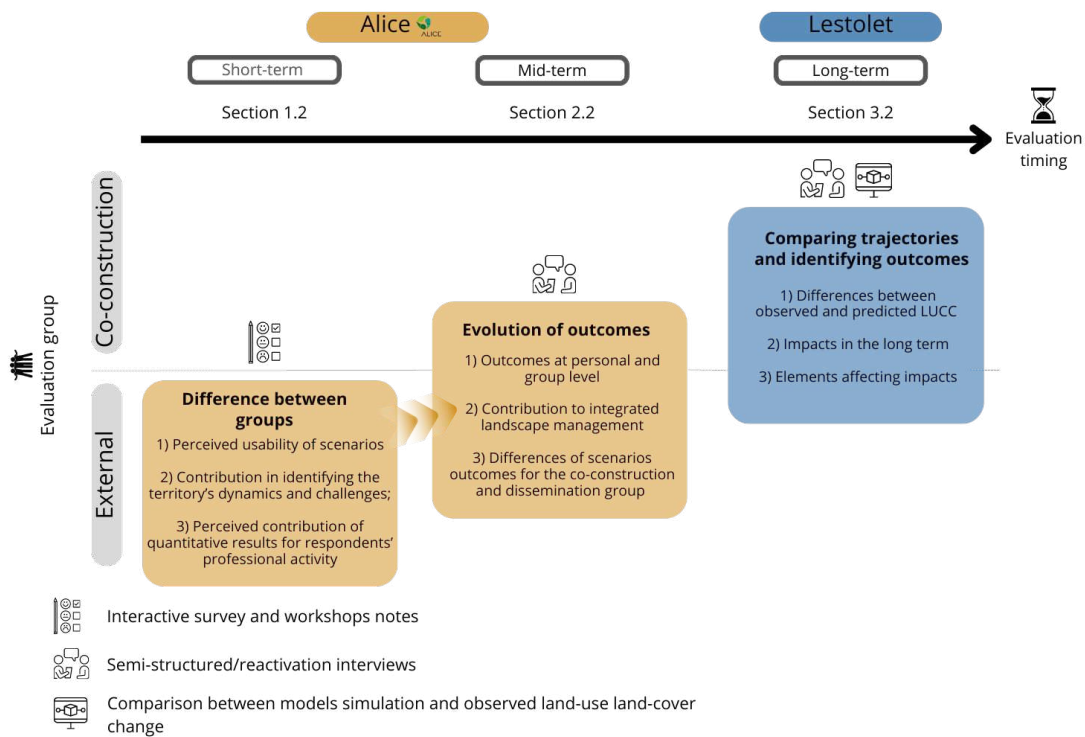 Alice
ALICE
Lestolet
Short-term
Mid-term
Long-term
Section 1.2
Section 2.2
Section 3.2
Evaluation
timing
Evaluation group
Co-construction
External
Difference between
groups
1) Perceived usability of scenarios
2) Contribution in identifying the
territory's dynamics and challenges;
3) Perceived contribution of
quantitative results for respondents'
professional activity
Evolution of outcomes
1) Outcomes at personal and
group level
2) Contribution to integrated
landscape management
3) Differences of scenarios
outcomes for the co-construction
and dissemination group
Comparing trajectories
and identifying outcomes
1) Differences between
observed and predicted LUCC
2) Impacts in the long term
3) Elements affecting impacts
Interactive survey and workshops notes
Semi-structured/reactivation interviews
Comparison between models simulation and observed land-use land-cover
change